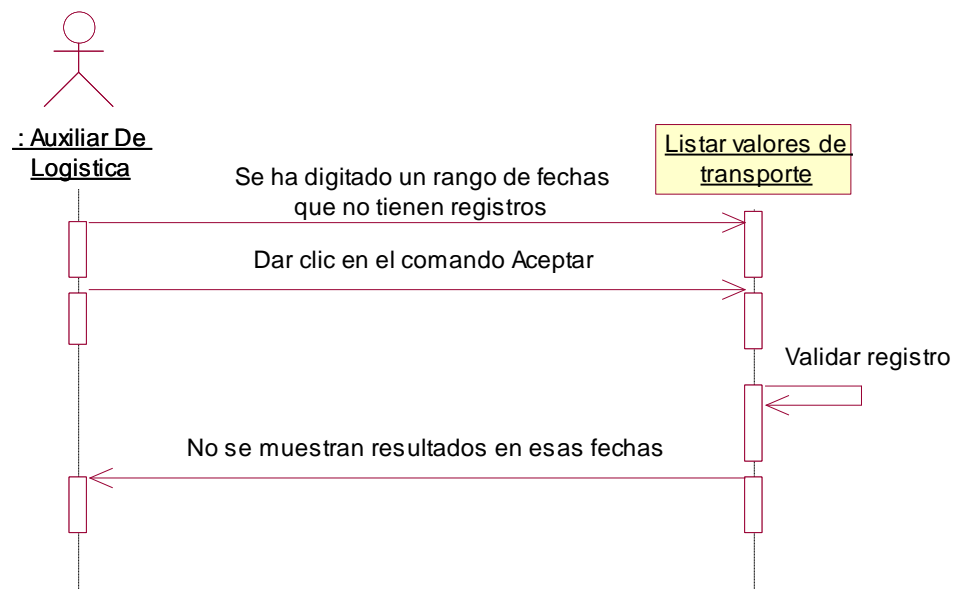 : Auxiliar De
Logistica
Listar valores de
transporte
Se ha digitado un rango de fechas
que no tienen registros
Dar clic en el comando Aceptar
Validar registro
No se muestran resultados en esas fechas